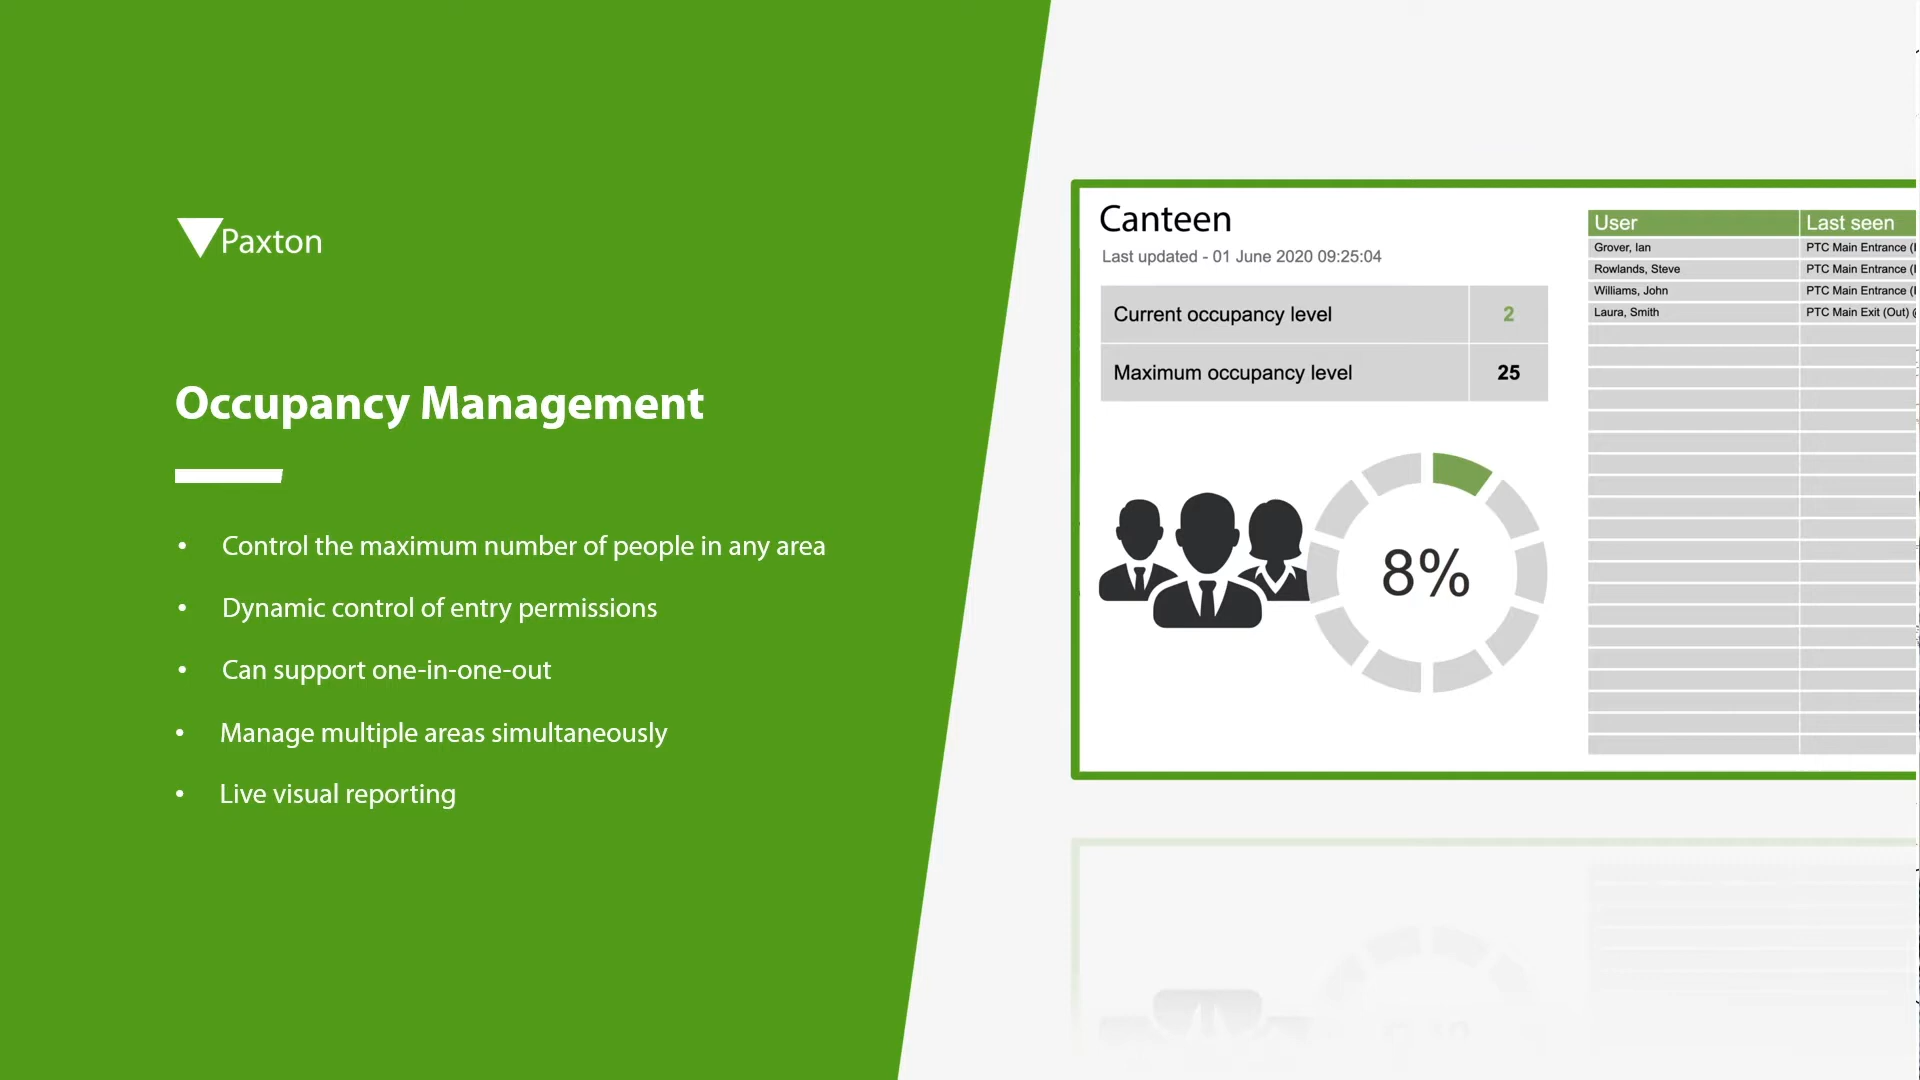 Paxton
Occupancy Management
• Control the maximum number of people in any area
• Dynamic control of entry permissions
• Can support one-in-one-out
• Manage multiple areas simultaneously
• Live visual reporting
Canteen
Last updated - 01 June 2020 09:25:04
Current occupancy level 2
Maximum occupancy level 25
8%
User Last seen
Grover, Ian PTC Main Entrance (
Rowlands, Steve PTC Main Entrance (
Williams, John PTC Main Entrance (
Laura, Smith PTC Main Exit (Out)